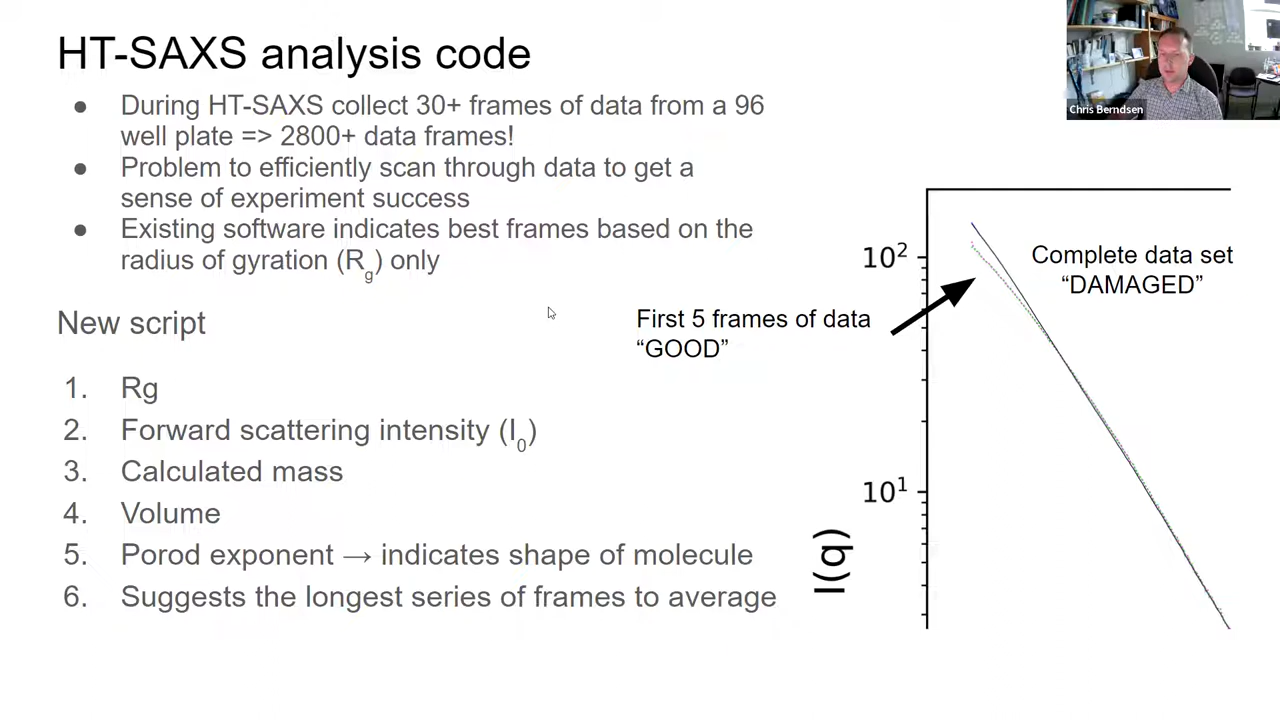 HT-SAXS analysis code
● During HT-SAXS collect 30+ frames of data from a 96
well plate => 2800+ data frames!
● Problem to efficiently scan through data to get a
sense of experiment success
● Existing software indicates best frames based on the
radius of gyration (Rg) only
New script
1. Rg
2. Forward scattering intensity (I0)
3. Calculated mass
4. Volume
5. Porod exponent → indicates shape of molecule
6. Suggests the longest series of frames to average
Chris Berndsen
Complete data set
“DAMAGED”
First 5 frames of data
“GOOD”
10²
10¹
I(q)